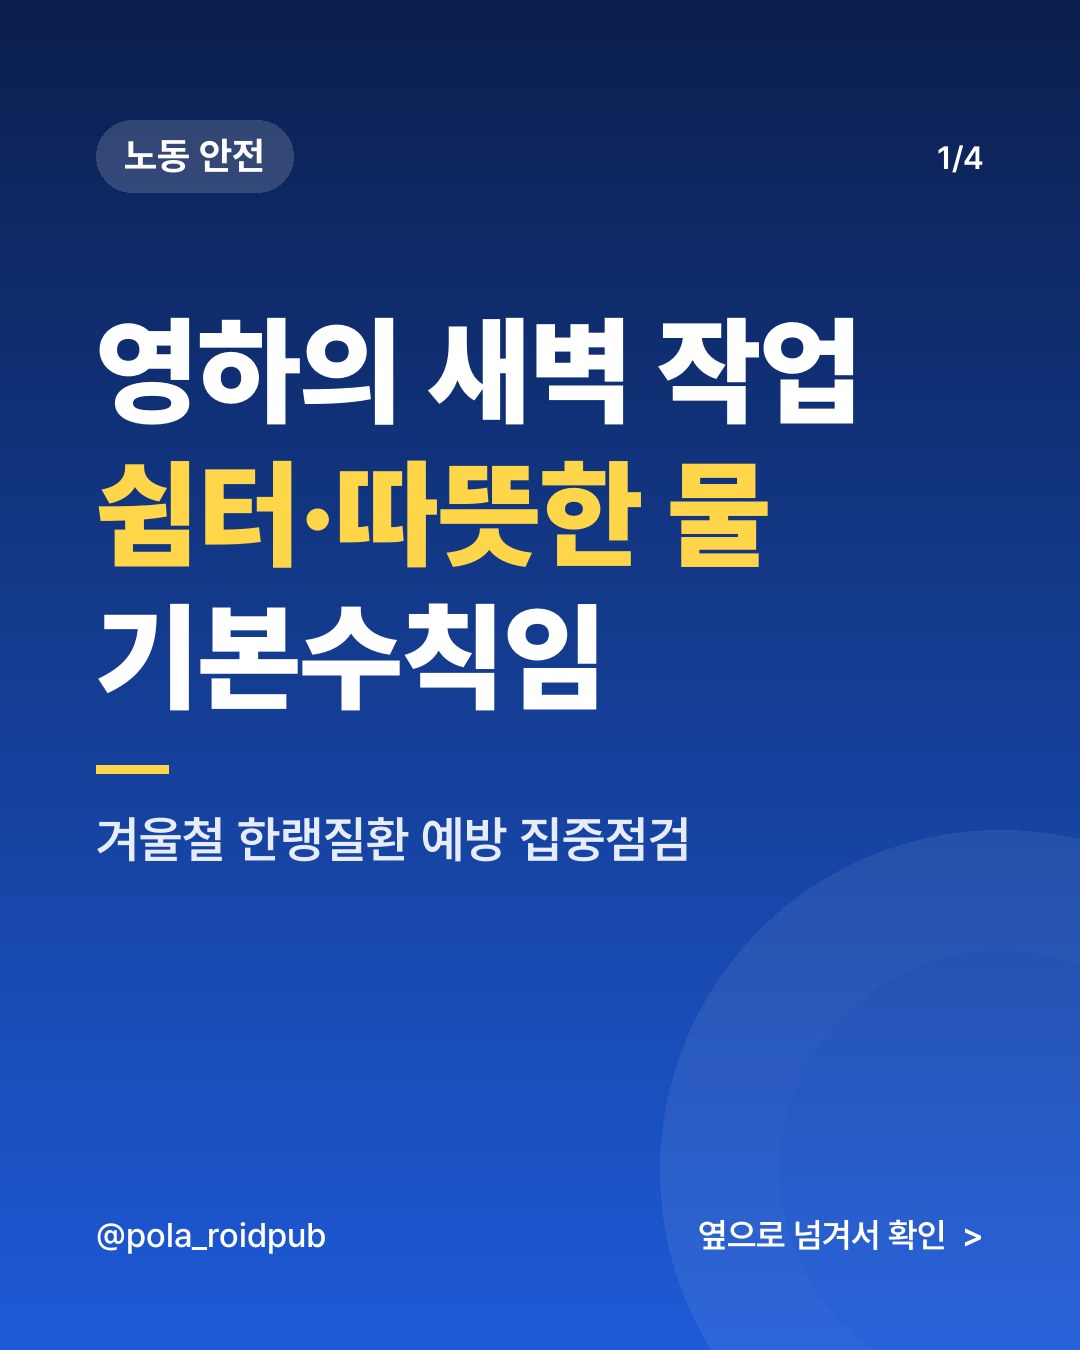 노동 안전
1/4
영하의 새벽 작업
쉼터·따뜻한 물
기본수칙임
겨울철 한랭질환 예방 집중점검
@pola_roidpub
옆으로 넘겨서 확인 >